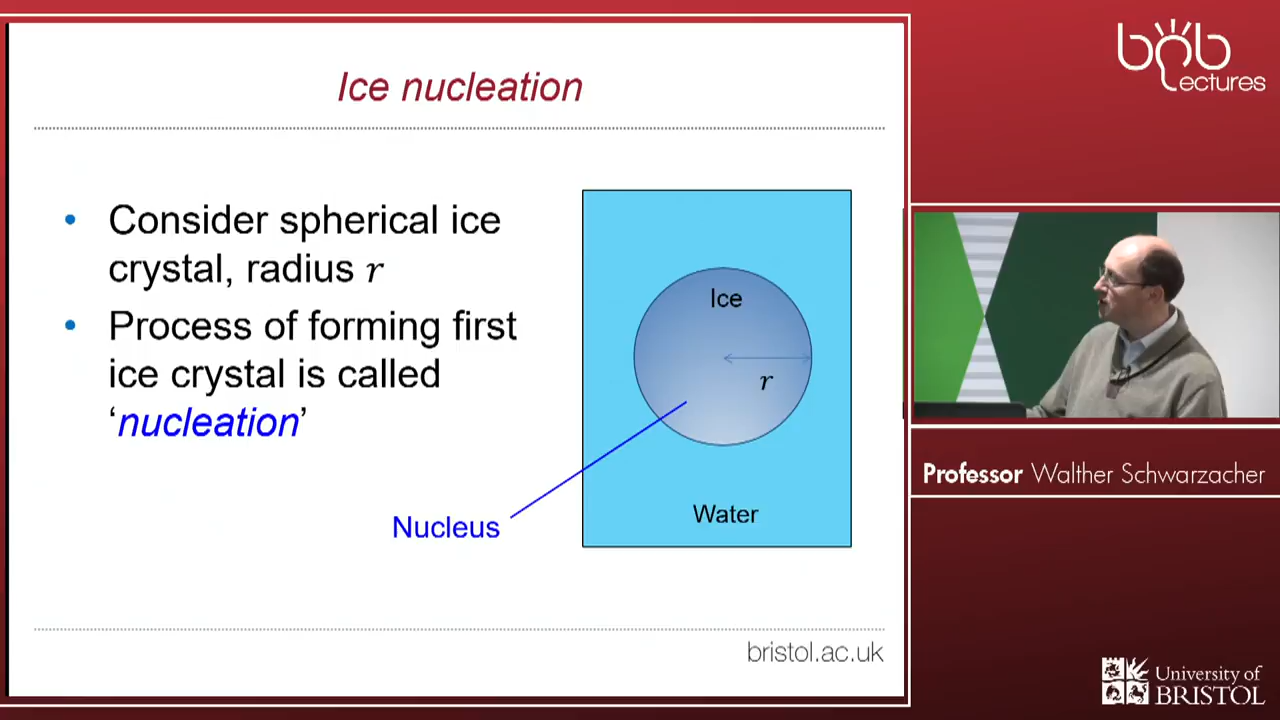 Ice nucleation
• Consider spherical ice
crystal, radius r
• Process of forming first
ice crystal is called
‘nucleation’
Ice
r
Nucleus
Water
bristol.ac.uk
bob
Lectures
Professor Walther Schwarzacher
University of
BRISTOL